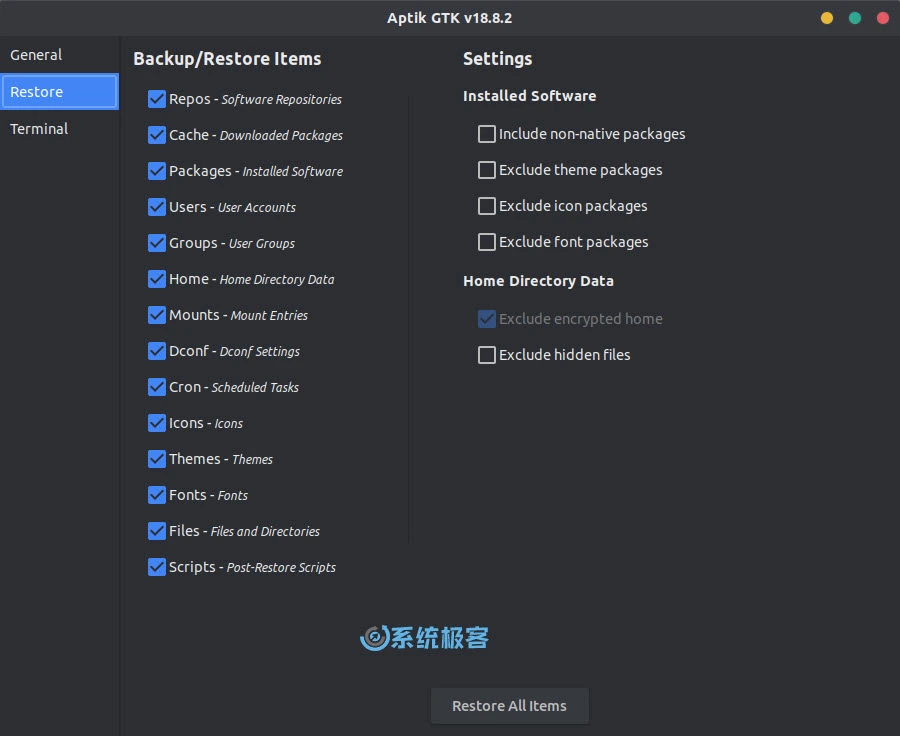 Aptik GTK v18.8.2
General
Restore
Terminal
Backup/Restore Items
Repos - Software Repositories
Cache - Downloaded Packages
Packages - Installed Software
Users - User Accounts
Groups - User Groups
Home - Home Directory Data
Mounts - Mount Entries
Dconf - Dconf Settings
Cron - Scheduled Tasks
Icons - Icons
Themes - Themes
Fonts - Fonts
Files - Files and Directories
Scripts - Post-Restore Scripts
Settings
Installed Software
Include non-native packages
Exclude theme packages
Exclude icon packages
Exclude font packages
Home Directory Data
Exclude encrypted home
Exclude hidden files
系统极客
Restore All Items